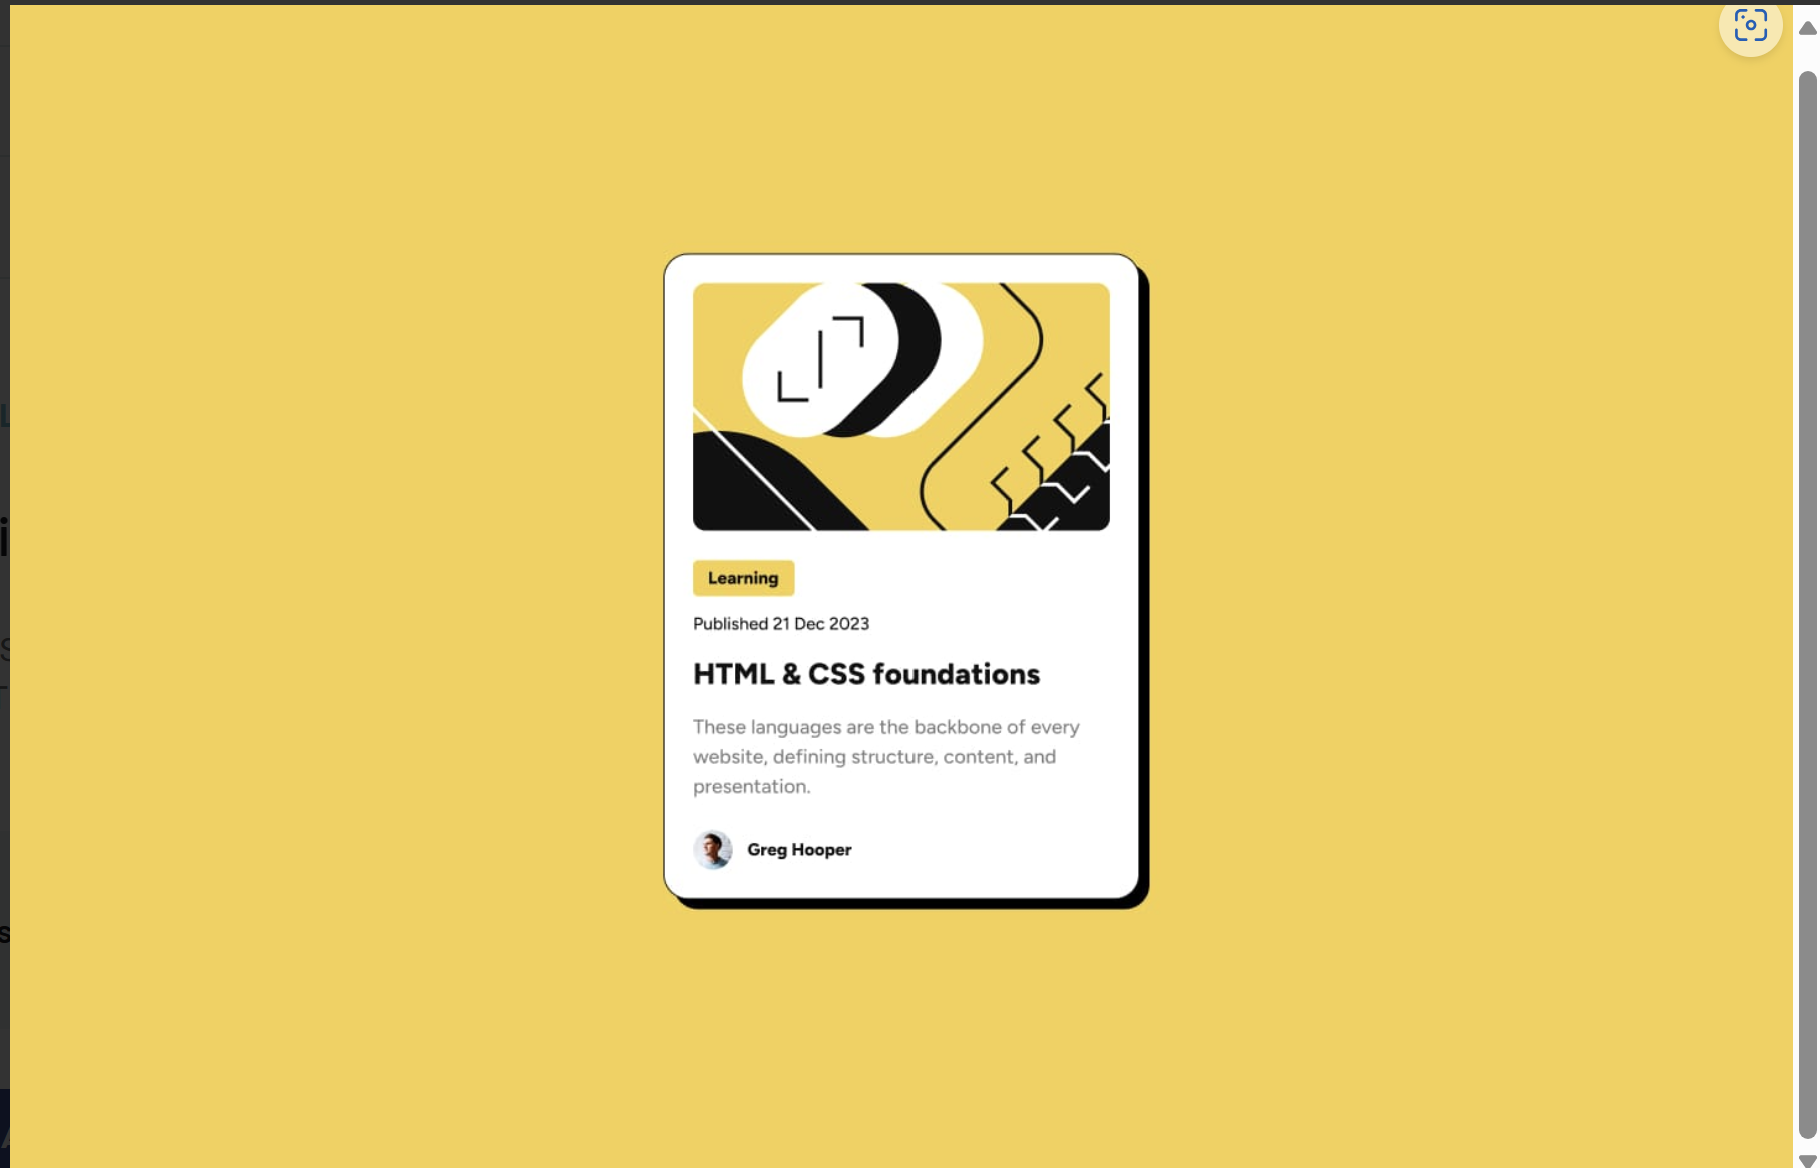 Learning
Published 21 Dec 2023
HTML & CSS foundations
These languages are the backbone of every
website, defining structure, content, and
presentation.
Greg Hooper